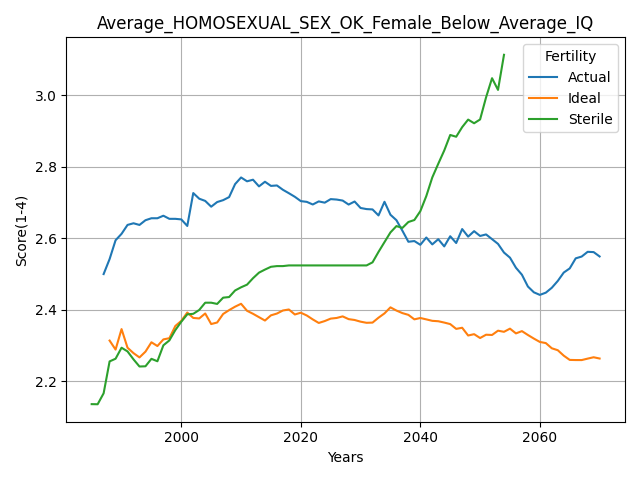 Average_HOMOSEXUAL_SEX_OK_Female_Below_Average_IQ
Fertility
Actual
Ideal
Sterile
3.0
2.8
2.6
2.4
2.2
Score(1-4)
2000
2020
2040
2060
Years